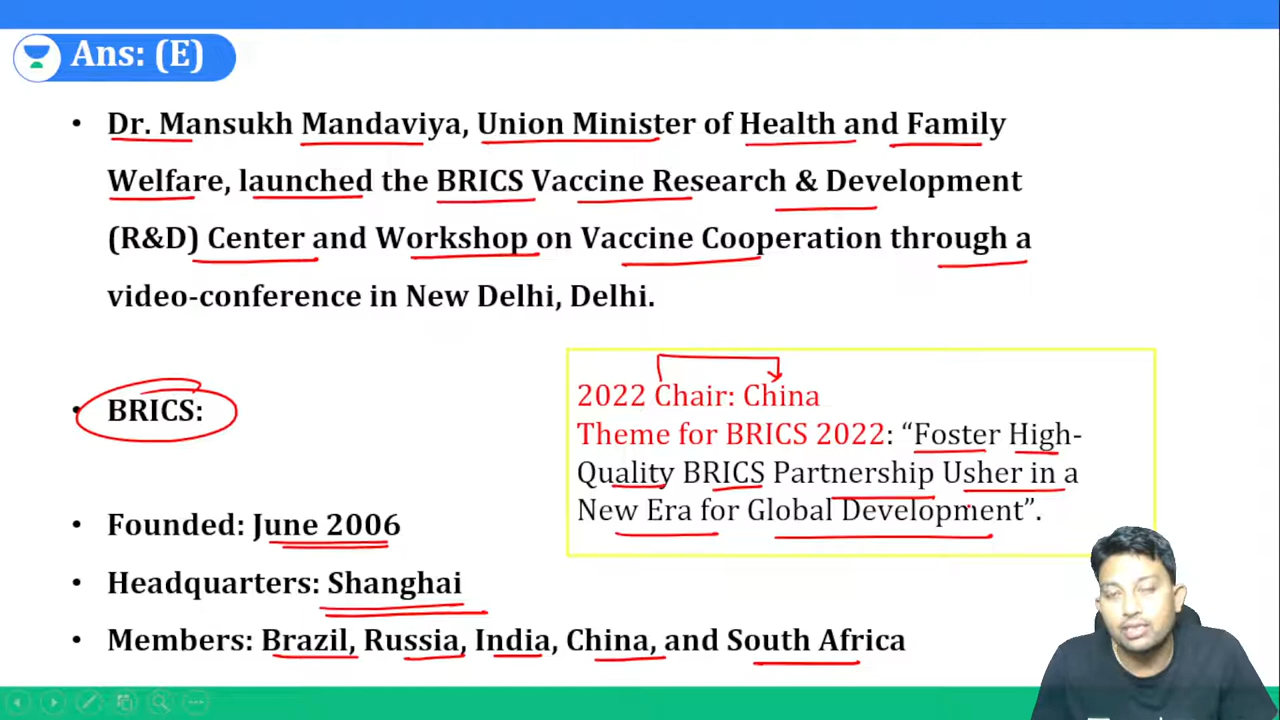 Ans: (E)
• Dr. Mansukh Mandaviya, Union Minister of Health and Family
Welfare, launched the BRICS Vaccine Research & Development
(R&D) Center and Workshop on Vaccine Cooperation through a
video-conference in New Delhi, Delhi.
• BRICS:
2022 Chair: China
Theme for BRICS 2022: “Foster High-
Quality BRICS Partnership Usher in a
New Era for Global Development”.
• Founded: June 2006
• Headquarters: Shanghai
• Members: Brazil, Russia, India, China, and South Africa